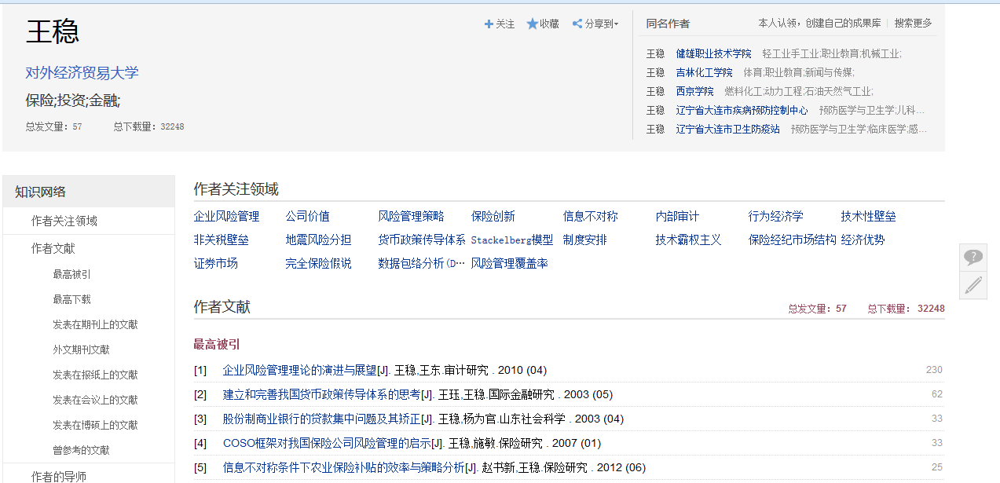 王稳
关注 收藏 分享到
对外经济贸易大学
保险;投资;金融;
总发文量：57 总下载量：32248
同名作者 本人认领，创建自己的成果库 搜索更多
王稳 健雄职业技术学院 轻工业手工业;职业教育;机械工业;
王稳 吉林化工学院 体育;职业教育;新闻与传媒;
王稳 西京学院 燃料化工;动力工程;石油天然气工业;
王稳 辽宁省大连市疾病预防控制中心 预防医学与卫生学;儿科...
王稳 辽宁省大连市卫生防疫站 预防医学与卫生学;临床医学;感...
知识网络
作者关注领域
作者文献
最高被引
最高下载
发表在期刊上的文献
外文期刊文献
发表在报纸上的文献
发表在会议上的文献
发表在博硕上的文献
曾参考的文献
作者的导师
作者关注领域
企业风险管理 公司价值 风险管理策略 保险创新 信息不对称 内部审计 行为经济学 技术性壁垒
非关税壁垒 地震风险分担 货币政策传导体系 Stackelberg模型 制度安排 技术霸权主义 保险经纪市场结构 经济优势
证券市场 完全保险假说 数据包络分析(D… 风险管理覆盖率
作者文献 总发文量：57 总下载量：32248
最高被引
[1] 企业风险管理理论的演进与展望[J]. 王稳,王东.审计研究 . 2010 (04) 230
[2] 建立和完善我国货币政策传导体系的思考[J]. 王珏,王稳.国际金融研究 . 2003 (05) 62
[3] 股份制商业银行的贷款集中问题及其矫正[J]. 王稳,杨为官.山东社会科学 . 2003 (04) 33
[4] COSO框架对我国保险公司风险管理的启示[J]. 王稳,施敏.保险研究 . 2007 (01) 33
[5] 信息不对称条件下农业保险补贴的效率与策略分析[J]. 赵书新,王稳.保险研究 . 2012 (06) 25